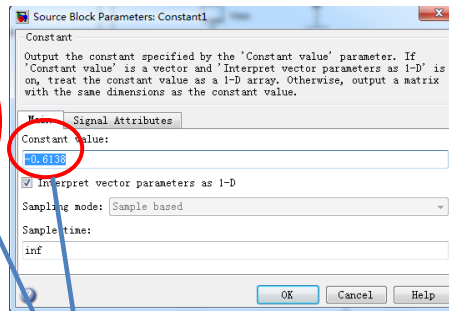 Source Block Parameters: Constant1
Constant
Output the constant specified by the 'Constant value' parameter. If
'Constant value' is a vector and 'Interpret vector parameters as 1-D' is
on, treat the constant value as a 1-D array. Otherwise, output a matrix
with the same dimensions as the constant value.
Main Signal Attributes
Constant value:
-0.6138
Interpret vector parameters as 1-D
Sampling mode: Sample based
Sample time:
inf
OK Cancel Help